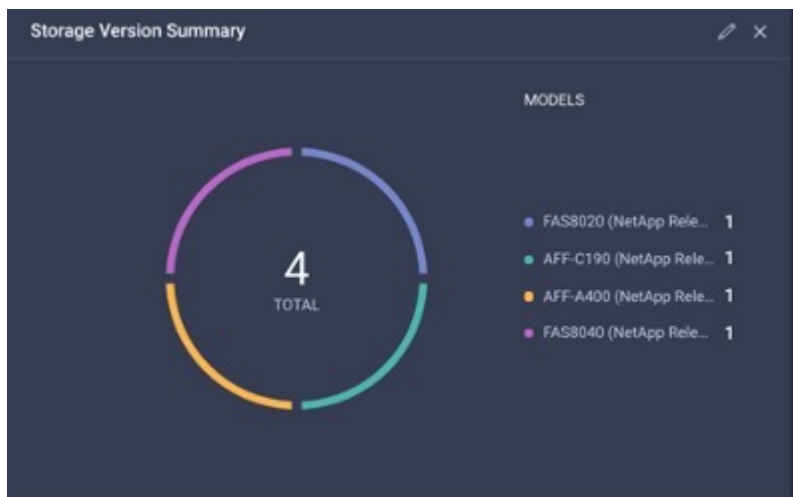 Storage Version Summary
MODELS
4
TOTAL
FAS8020 (NetApp Rele... 1
AFF-C190 (NetApp Rele... 1
AFF-A400 (NetApp Rele... 1
FAS8040 (NetApp Rele... 1